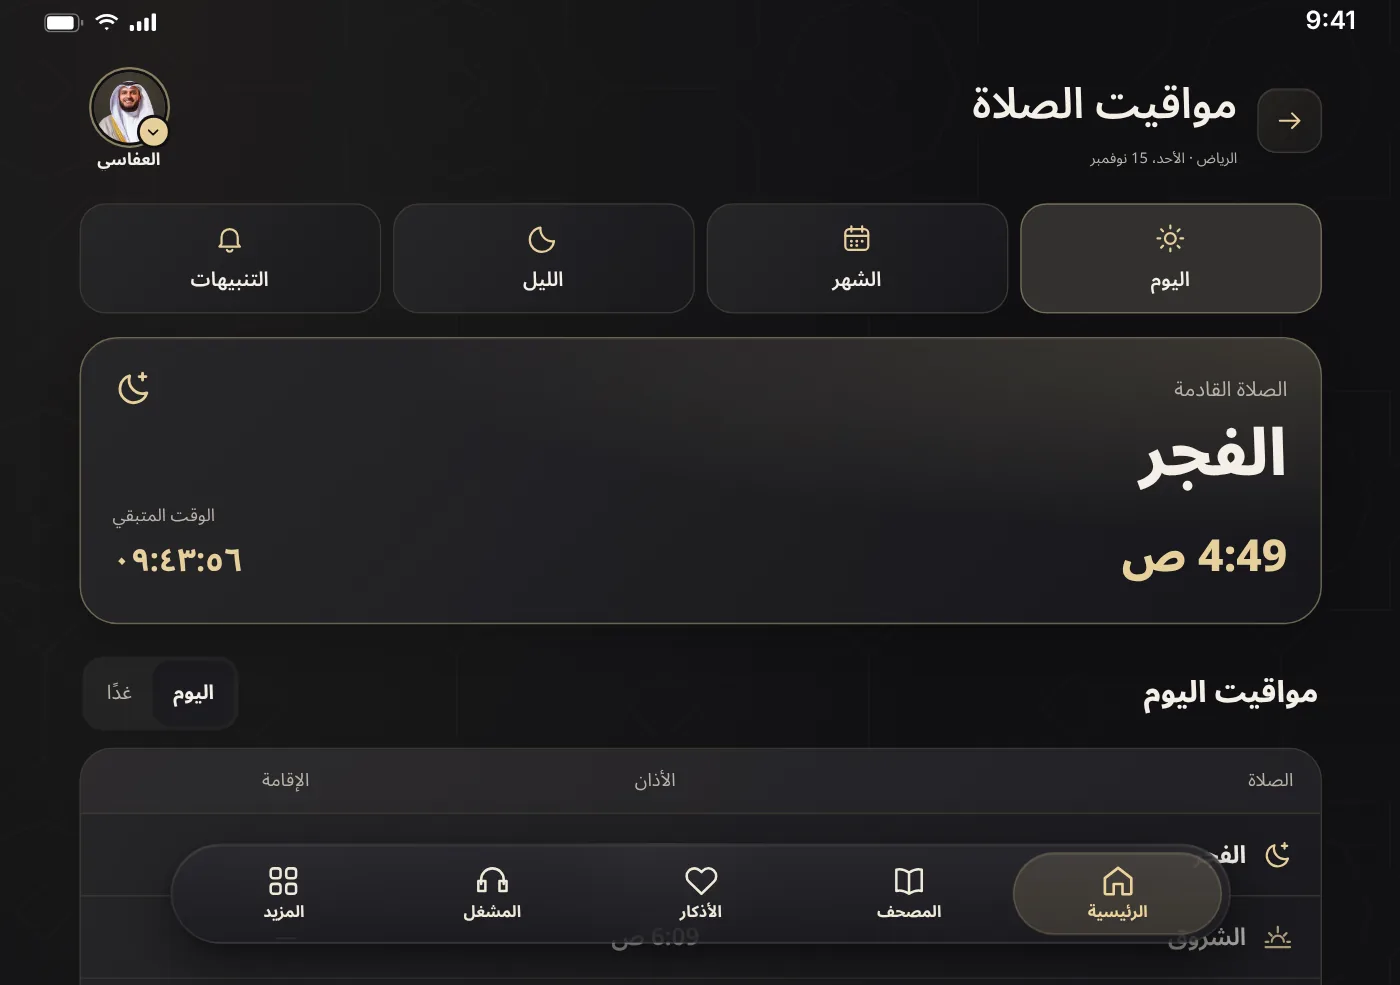 9:41
مواقيت الصلاة
الرياض · الأحد، 15 نوفمبر
العفاسي
اليوم
الشهر
الليل
التنبيهات
الصلاة القادمة
الفجر
4:49 ص
الوقت المتبقي
٠٩:٤٣:٥٦
مواقيت اليوم
اليوم
غدًا
الصلاة الأذان الإقامة
الفجر
الرئيسية
المصحف
الأذكار
المشغل
المزيد
الشروق 6:09 ص —